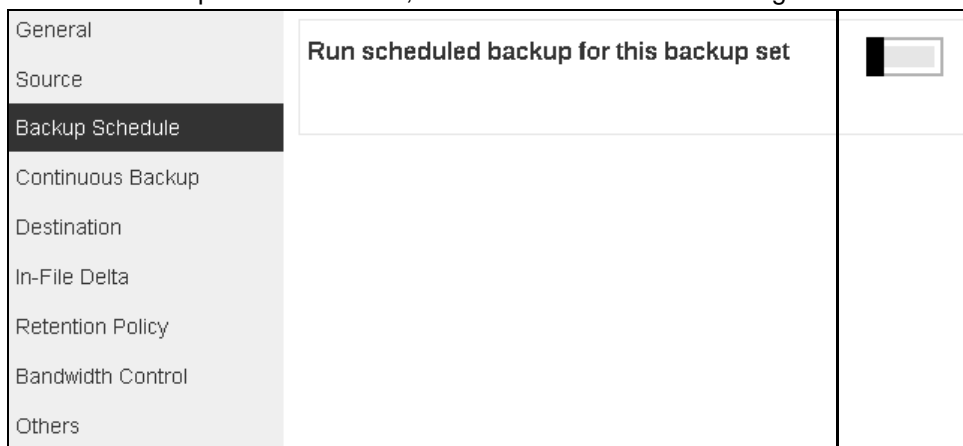 General
Run scheduled backup for this backup set
Source
Backup Schedule
Continuous Backup
Destination
In-File Delta
Retention Policy
Bandwidth Control
Others